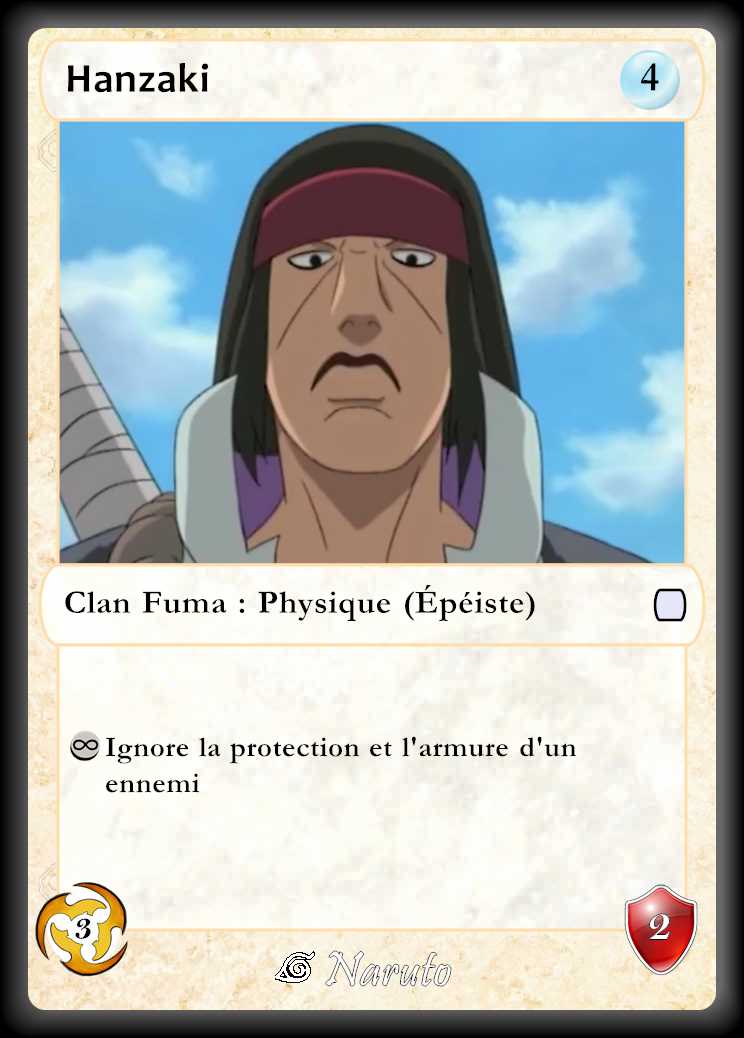 Hanzaki 4
Clan Fuma : Physique (Épéiste)
∞ Ignore la protection et l'armure d'un
ennemi
3 2
Naruto